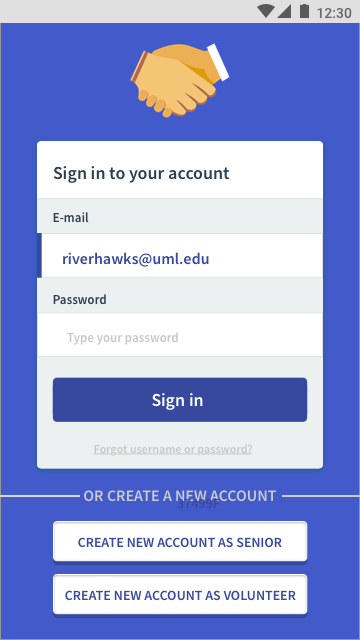 12:30
Sign in to your account
E-mail
riverhawks@uml.edu
Password
Type your password
Sign in
Forgot username or password?
OR CREATE A NEW ACCOUNT
CREATE NEW ACCOUNT AS SENIOR
CREATE NEW ACCOUNT AS VOLUNTEER